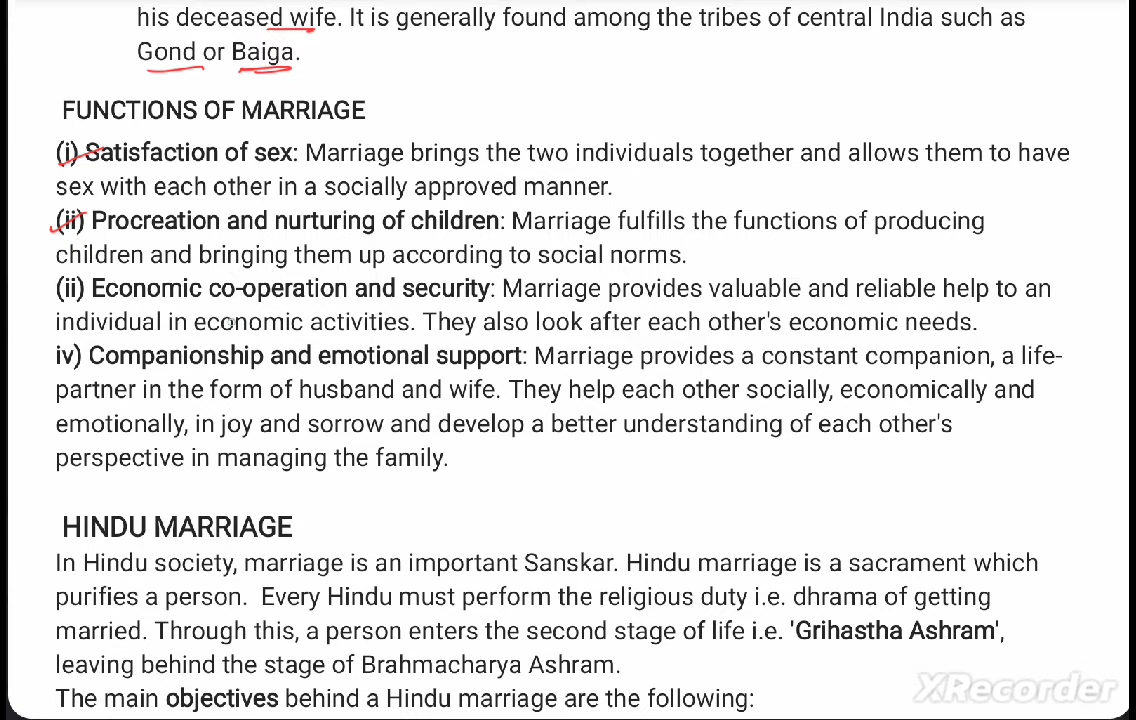 his deceased wife. It is generally found among the tribes of central India such as
Gond or Baiga.
FUNCTIONS OF MARRIAGE
(i) Satisfaction of sex: Marriage brings the two individuals together and allows them to have
sex with each other in a socially approved manner.
(ii) Procreation and nurturing of children: Marriage fulfills the functions of producing
children and bringing them up according to social norms.
(ii) Economic co-operation and security: Marriage provides valuable and reliable help to an
individual in economic activities. They also look after each other's economic needs.
iv) Companionship and emotional support: Marriage provides a constant companion, a life-
partner in the form of husband and wife. They help each other socially, economically and
emotionally, in joy and sorrow and develop a better understanding of each other's
perspective in managing the family.
HINDU MARRIAGE
In Hindu society, marriage is an important Sanskar. Hindu marriage is a sacrament which
purifies a person. Every Hindu must perform the religious duty i.e. dhrama of getting
married. Through this, a person enters the second stage of life i.e. 'Grihastha Ashram',
leaving behind the stage of Brahmacharya Ashram.
The main objectives behind a Hindu marriage are the following:
XRecorder